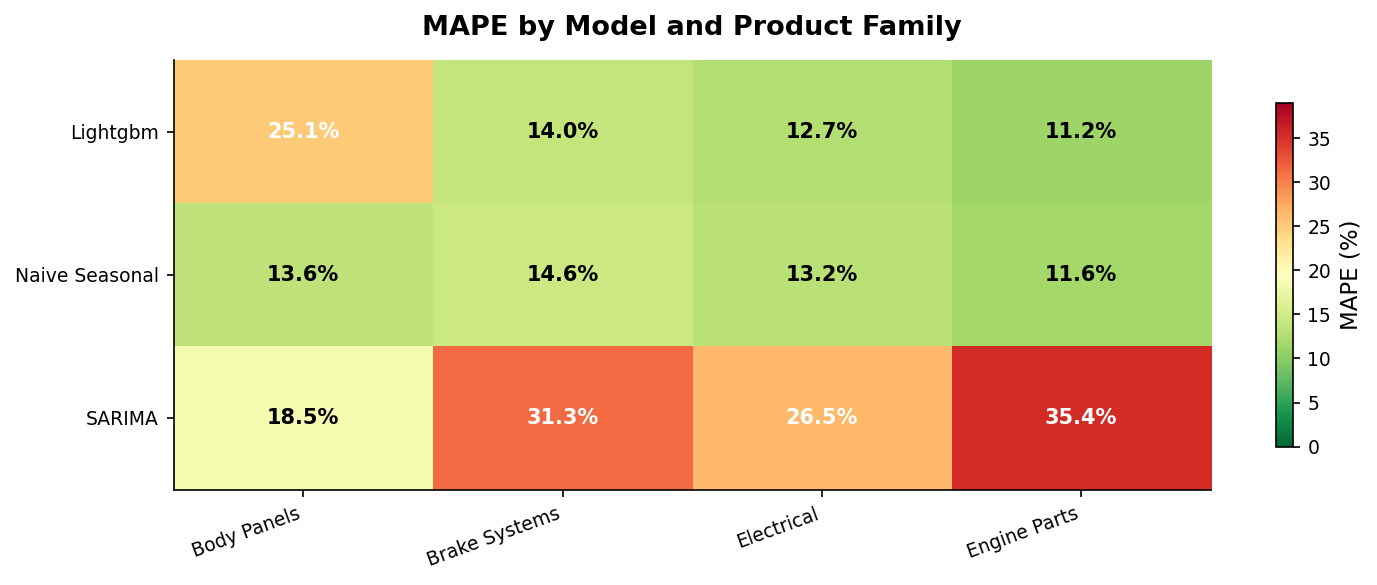 MAPE by Model and Product Family
Lightgbm
25.1%
14.0%
12.7%
11.2%
Naive Seasonal
13.6%
14.6%
13.2%
11.6%
SARIMA
18.5%
31.3%
26.5%
35.4%
Body Panels
Brake Systems
Electrical
Engine Parts
35
30
25
20
15
10
5
0
MAPE (%)